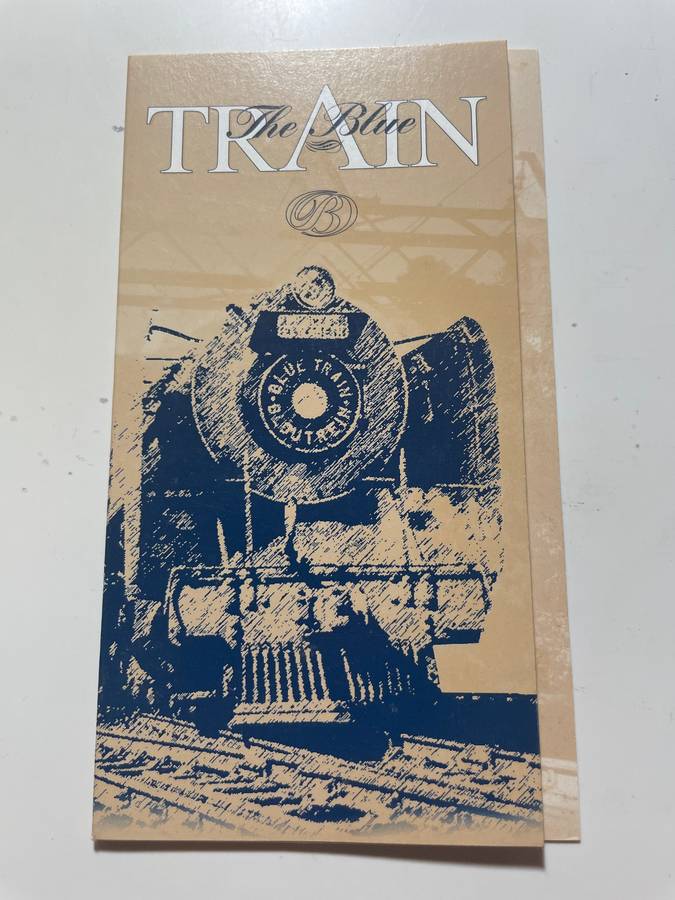 The Blue
TRAIN
B
BLUE TRAIN
BLOUTREIN